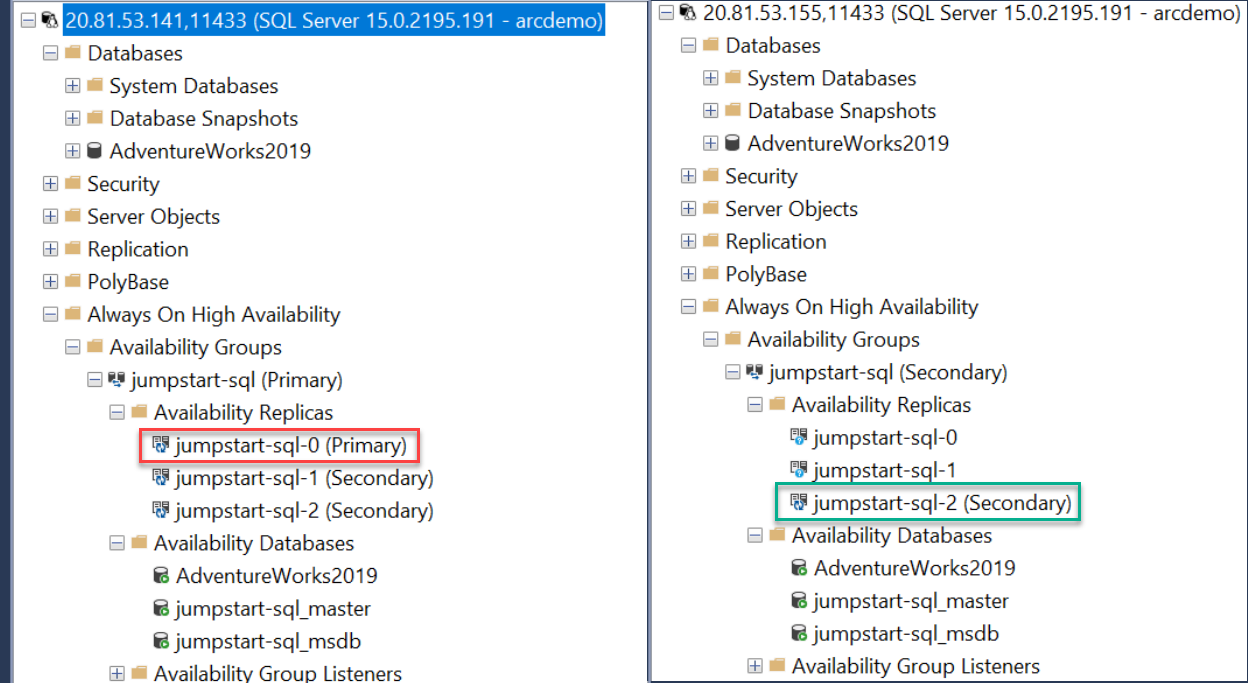 20.81.53.141,11433 (SQL Server 15.0.2195.191 - arcdemo)
Databases
System Databases
Database Snapshots
AdventureWorks2019
Security
Server Objects
Replication
PolyBase
Always On High Availability
Availability Groups
jumpstart-sql (Primary)
Availability Replicas
jumpstart-sql-0 (Primary)
jumpstart-sql-1 (Secondary)
jumpstart-sql-2 (Secondary)
Availability Databases
AdventureWorks2019
jumpstart-sql_master
jumpstart-sql_msdb
Availability Group Listeners
20.81.53.155,11433 (SQL Server 15.0.2195.191 - arcdemo)
Databases
System Databases
Database Snapshots
AdventureWorks2019
Security
Server Objects
Replication
PolyBase
Always On High Availability
Availability Groups
jumpstart-sql (Secondary)
Availability Replicas
jumpstart-sql-0
jumpstart-sql-1
jumpstart-sql-2 (Secondary)
Availability Databases
AdventureWorks2019
jumpstart-sql_master
jumpstart-sql_msdb
Availability Group Listeners